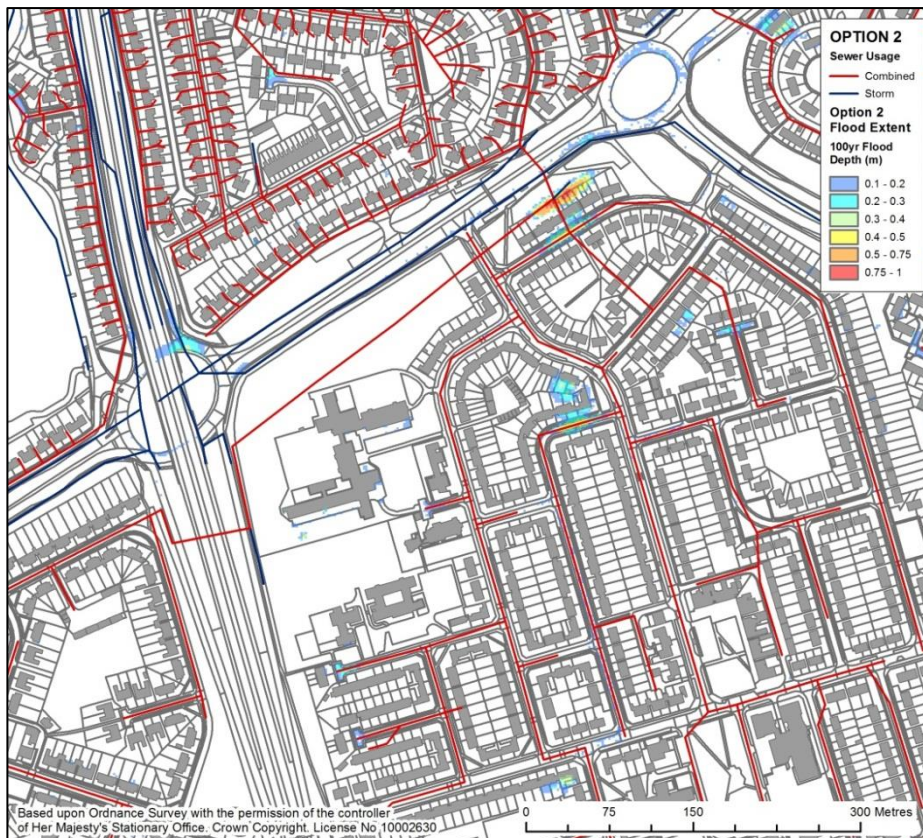 OPTION 2
Sewer Usage
Combined
Storm
Option 2
Flood Extent
100yr Flood
Depth (m)
0.1 - 0.2
0.2 - 0.3
0.3 - 0.4
0.4 - 0.5
0.5 - 0.75
0.75 - 1
Based upon Ordnance Survey with the permission of the controller
of Her Majesty's Stationary Office. Crown Copyright. License No 10002630
0 75 150 300 Metres